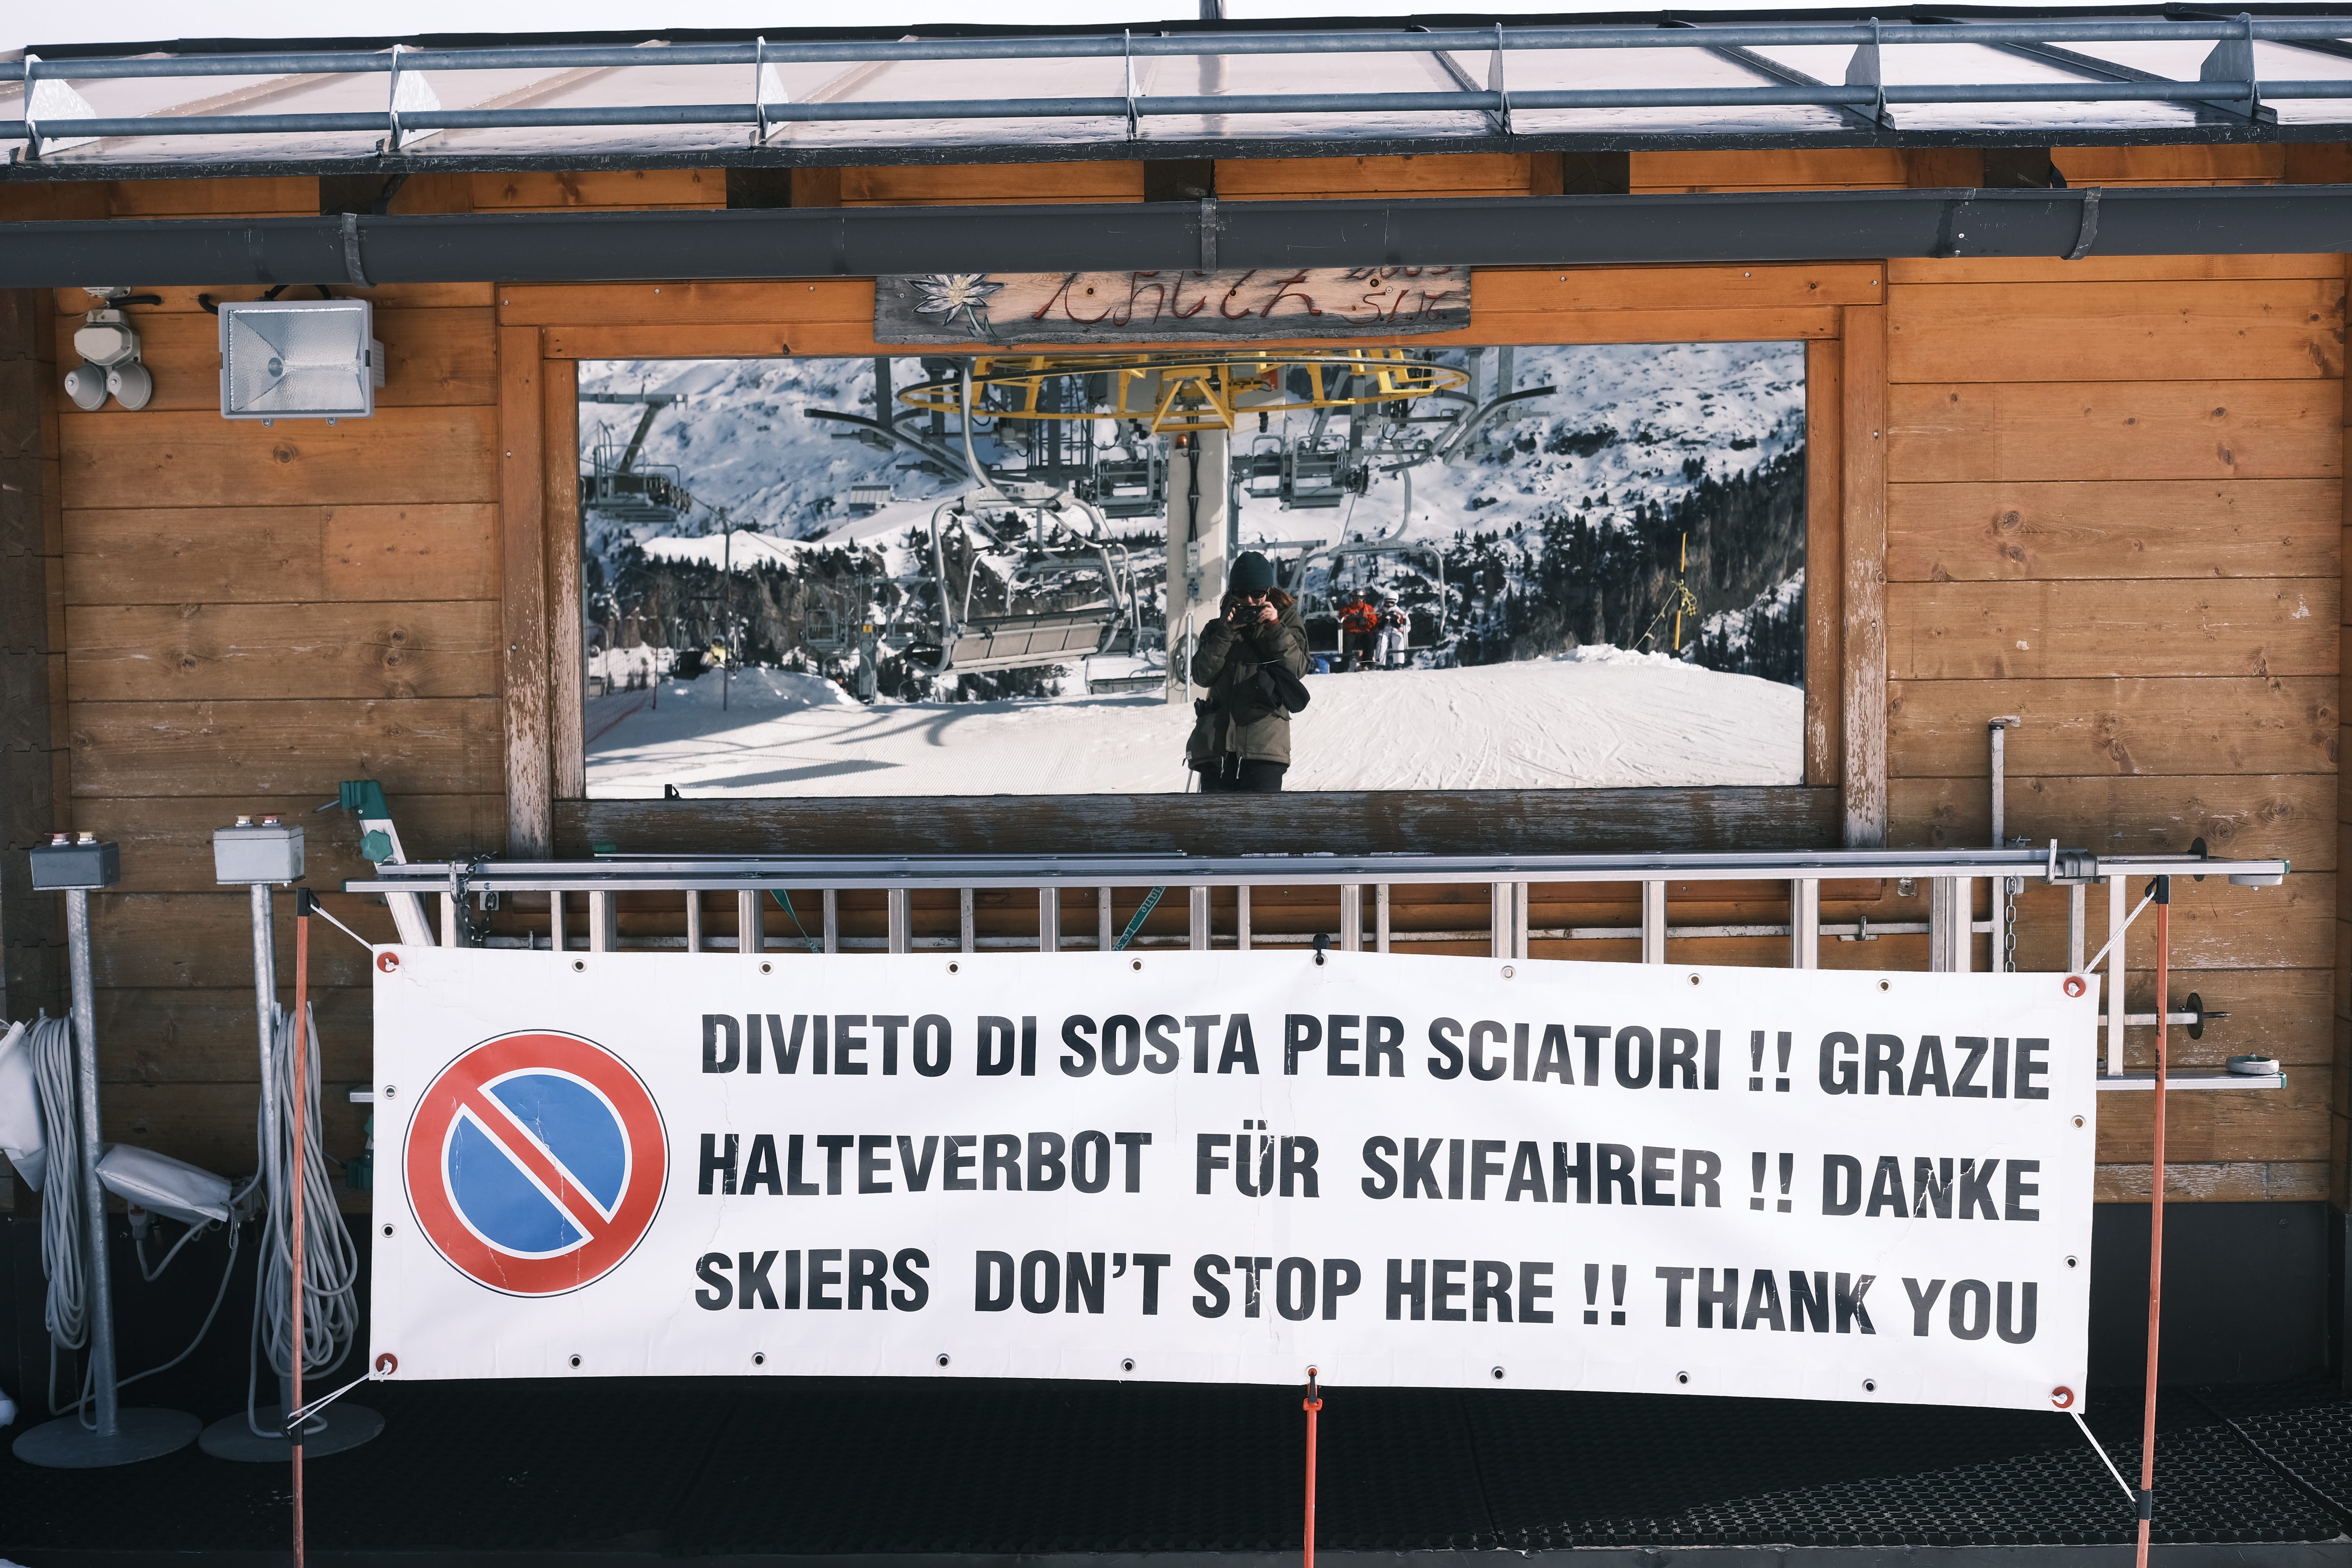 DIVIETO DI SOSTA PER SCIATORI !! GRAZIE
HALTEVERBOT FÜR SKIFAHRER !! DANKE
SKIERS DON'T STOP HERE !! THANK YOU